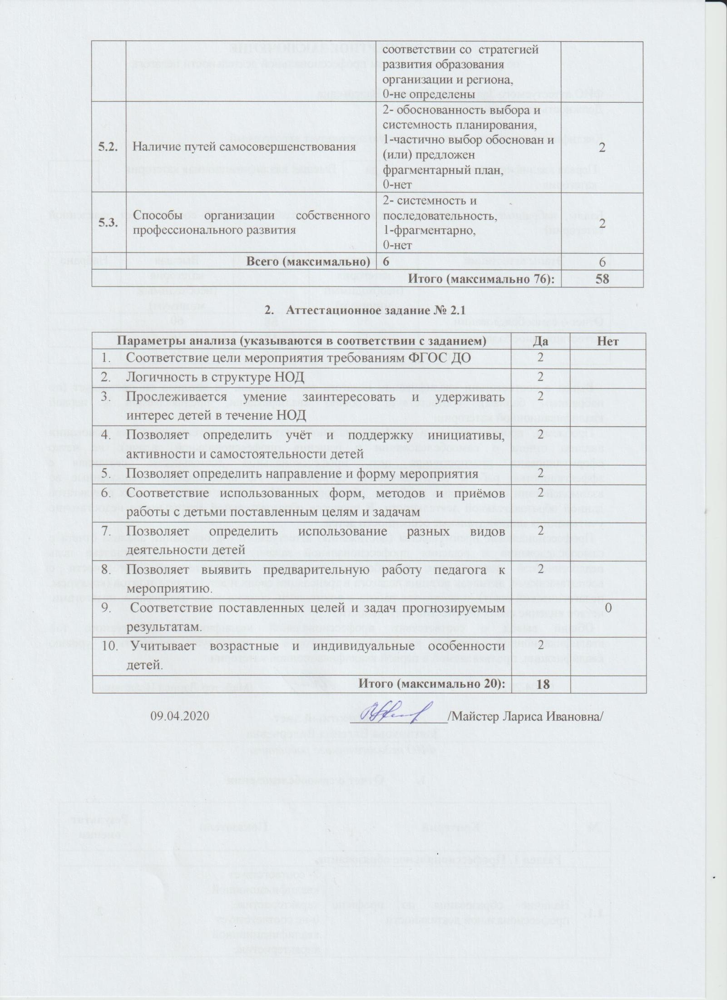 соответствии со стратегией
развития образования
организации и региона,
0-не определены
5.2. Наличие путей самосовершенствования
2- обоснованность выбора и
системность планирования,
1-частично выбор обоснован и
(или) предложен
фрагментарный план,
0-нет
2
5.3. Способы организации собственного
профессионального развития
2- системность и
последовательность,
1-фрагментарно,
0-нет
2
Всего (максимально) 6 6
Итого (максимально 76): 58
2. Аттестационное задание № 2.1
Параметры анализа (указываются в соответствии с заданием) Да Нет
1. Соответствие цели мероприятия требованиям ФГОС ДО 2
2. Логичность в структуре НОД 2
3. Прослеживается умение заинтересовать и удерживать 2
интерес детей в течение НОД
4. Позволяет определить учёт и поддержку инициативы, 2
активности и самостоятельности детей
5. Позволяет определить направление и форму мероприятия 2
6. Соответствие использованных форм, методов и приёмов 2
работы с детьми поставленным целям и задачам
7. Позволяет определить использование разных видов 2
деятельности детей
8. Позволяет выявить предварительную работу педагога к 2
мероприятию.
9. Соответствие поставленных целей и задач прогнозируемым 0
результатам.
10. Учитывает возрастные и индивидуальные особенности 2
детей.
Итого (максимально 20): 18
09.04.2020 /Майстер Лариса Ивановна/